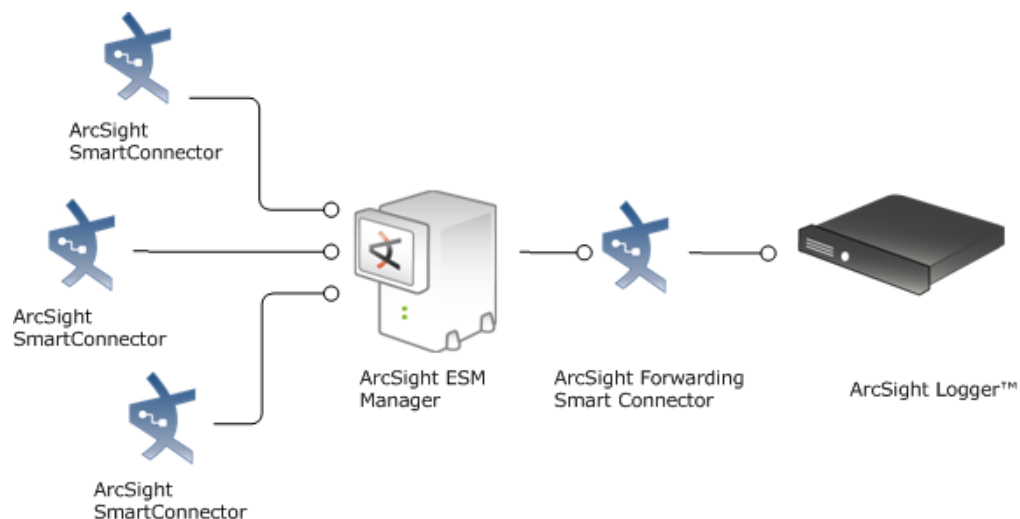 ArcSight
SmartConnector
ArcSight
SmartConnector
ArcSight
SmartConnector
ArcSight ESM
Manager
ArcSight Forwarding
Smart Connector
ArcSight Logger™